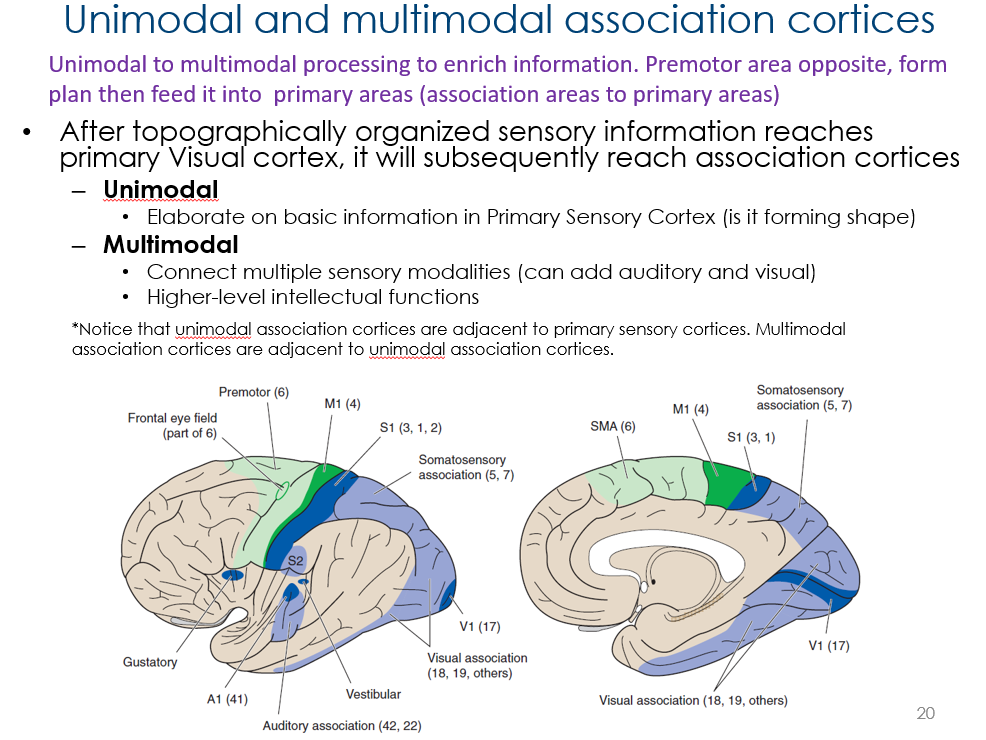 Unimodal and multimodal association cortices
Unimodal to multimodal processing to enrich information. Premotor area opposite, form
plan then feed it into  primary areas (association areas to primary areas)
• After topographically organized sensory information reaches
primary Visual cortex, it will subsequently reach association cortices
– Unimodal
• Elaborate on basic information in Primary Sensory Cortex (is it forming shape)
– Multimodal
• Connect multiple sensory modalities (can add auditory and visual)
• Higher-level intellectual functions
*Notice that unimodal association cortices are adjacent to primary sensory cortices. Multimodal
association cortices are adjacent to unimodal association cortices.
Premotor (6)
Frontal eye field
(part of 6)
M1 (4)
S1 (3, 1, 2)
Somatosensory
association (5, 7)
S2
V1 (17)
Visual association
(18, 19, others)
Gustatory
A1 (41)
Vestibular
Auditory association (42, 22)
SMA (6)
M1 (4)
S1 (3, 1)
Somatosensory
association (5, 7)
V1 (17)
Visual association (18, 19, others)
20